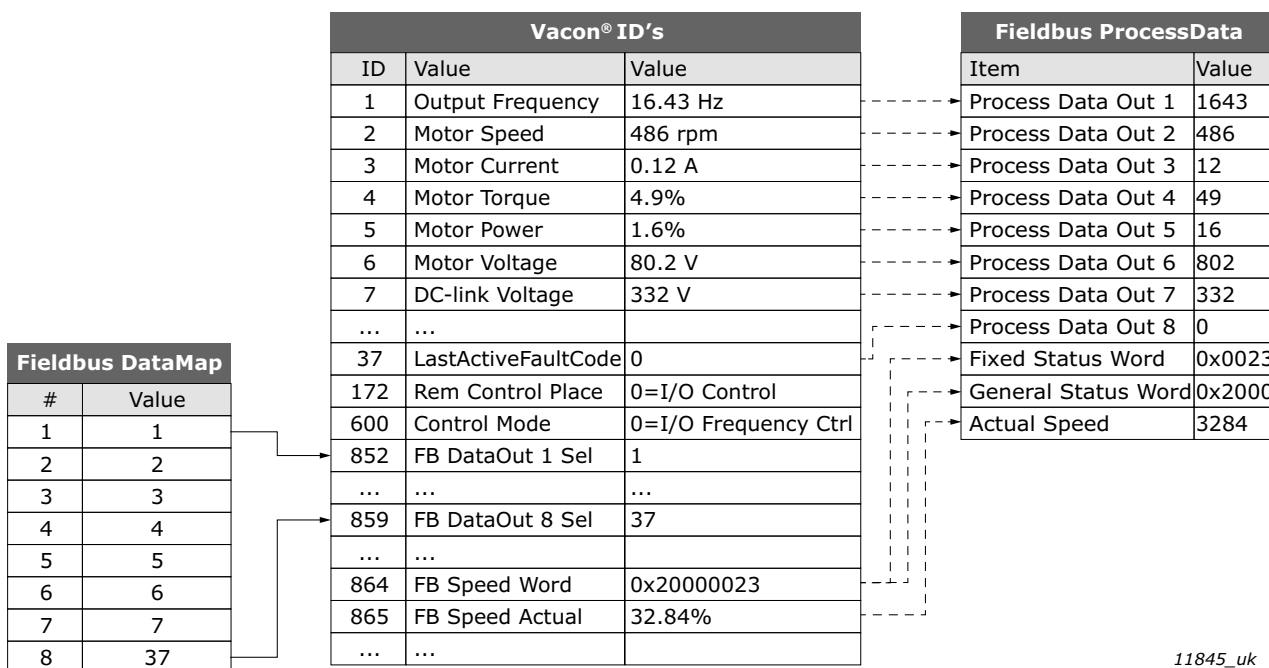 Vacon® ID's
ID Value Value
1 Output Frequency 16.43 Hz
2 Motor Speed 486 rpm
3 Motor Current 0.12 A
4 Motor Torque 4.9%
5 Motor Power 1.6%
6 Motor Voltage 80.2 V
7 DC-link Voltage 332 V
... ...
37 LastActiveFaultCode 0
172 Rem Control Place 0=I/O Control
600 Control Mode 0=I/O Frequency Ctrl
852 FB DataOut 1 Sel 1
... ... ...
859 FB DataOut 8 Sel 37
... ...
864 FB Speed Word 0x20000023
865 FB Speed Actual 32.84%
... ...
Fieldbus ProcessData
Item Value
Process Data Out 1 1643
Process Data Out 2 486
Process Data Out 3 12
Process Data Out 4 49
Process Data Out 5 16
Process Data Out 6 802
Process Data Out 7 332
Process Data Out 8 0
Fixed Status Word 0x0023
General Status Word 0x2000
Actual Speed 3284
Fieldbus DataMap
# Value
1 1
2 2
3 3
4 4
5 5
6 6
7 7
8 37
11845_uk